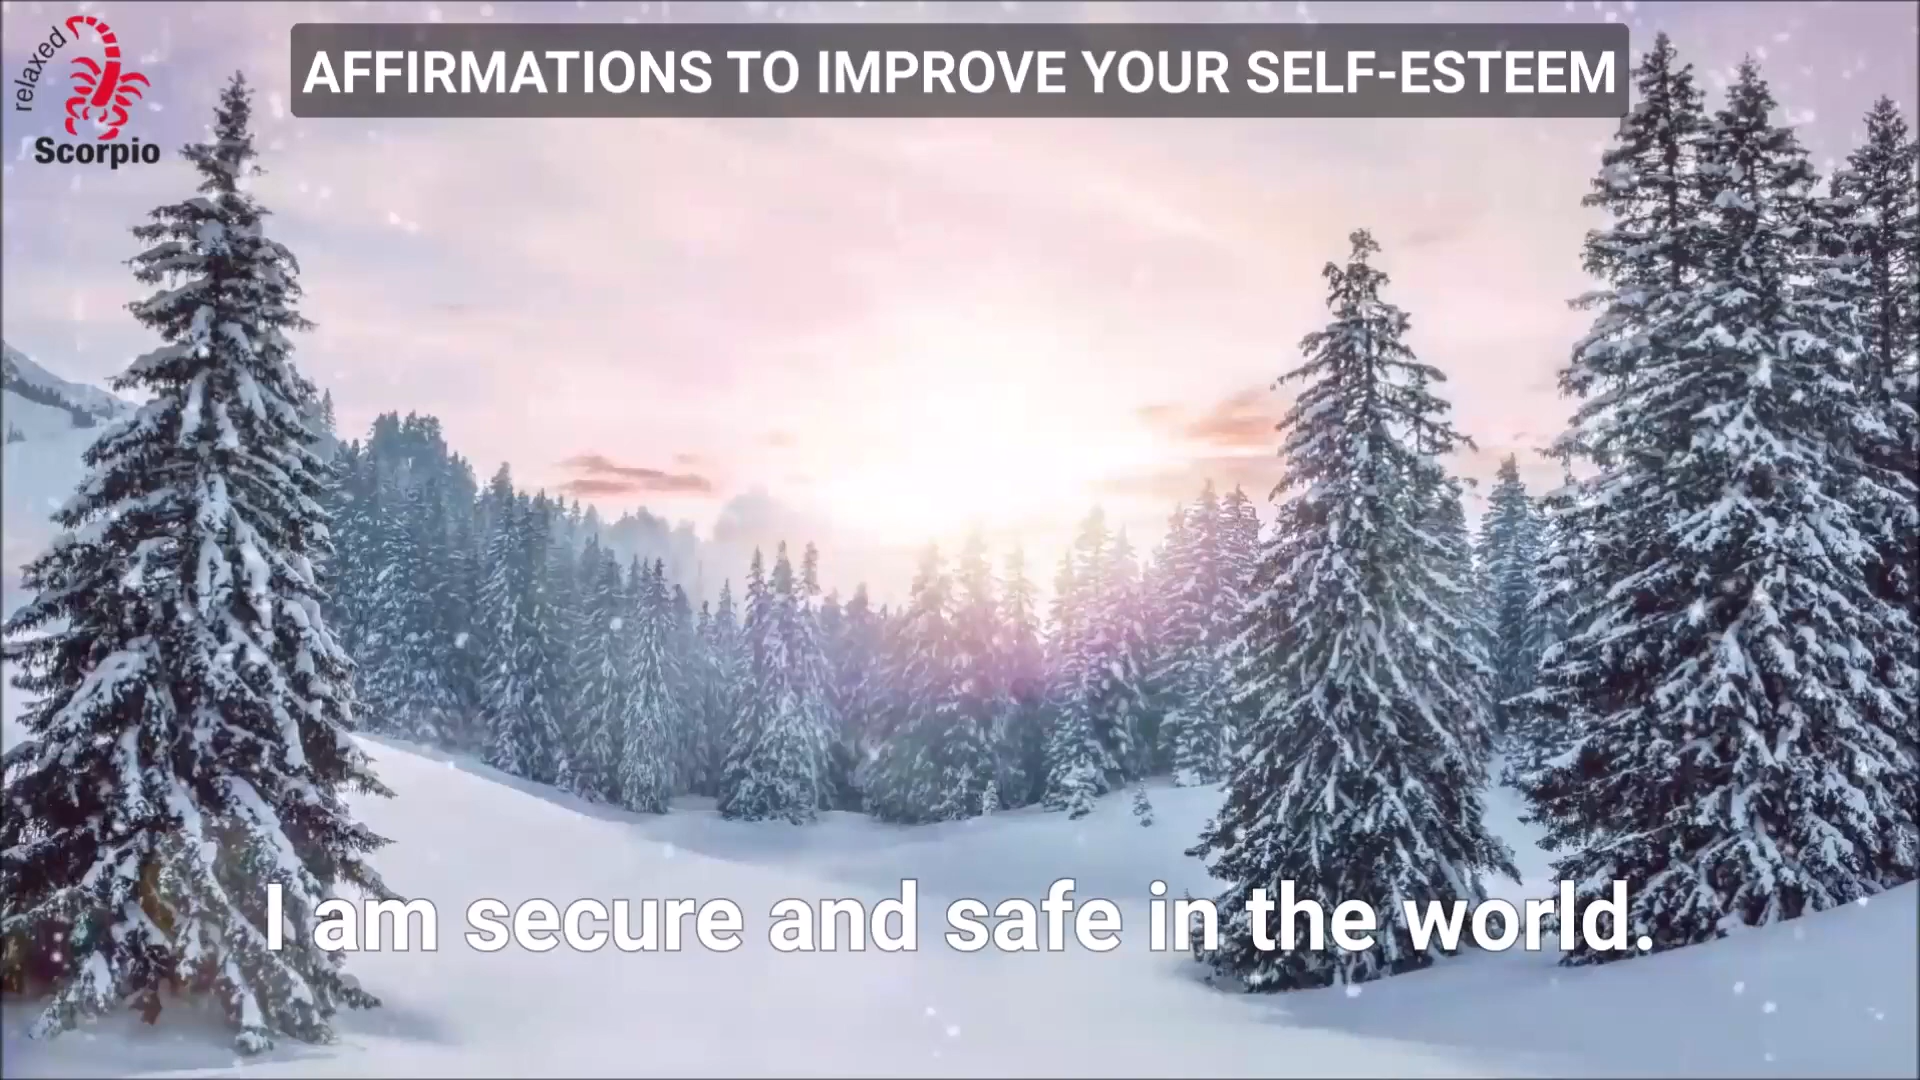 relaxed
Scorpio
AFFIRMATIONS TO IMPROVE YOUR SELF-ESTEEM
I am secure and safe in the world.